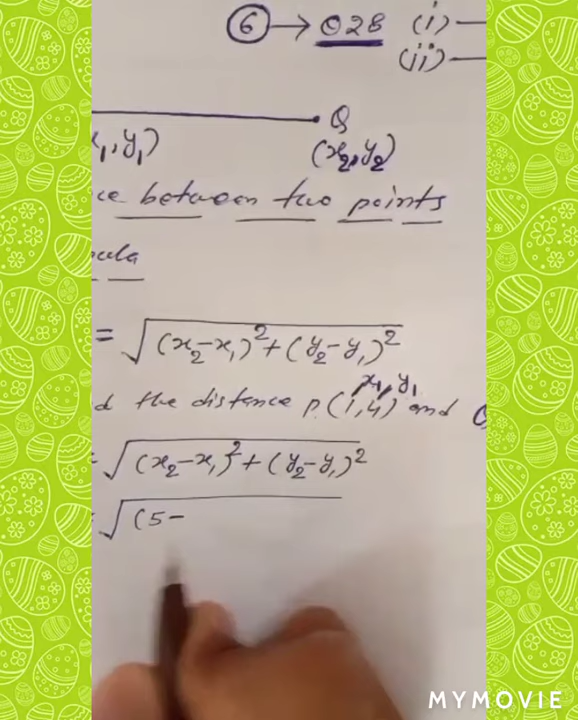 ⑥ → Q28 (i) —
(ii) —
Q
x₁, y₁) (x₂, y₂)
ce between two points
ula
= √(x₂-x₁)²+(y₂-y₁)²
x₁, y₁
d the distance p(1,4) and Q
= √(x₂-x₁)²+(y₂-y₁)²
= √(5-
MYMOVIE